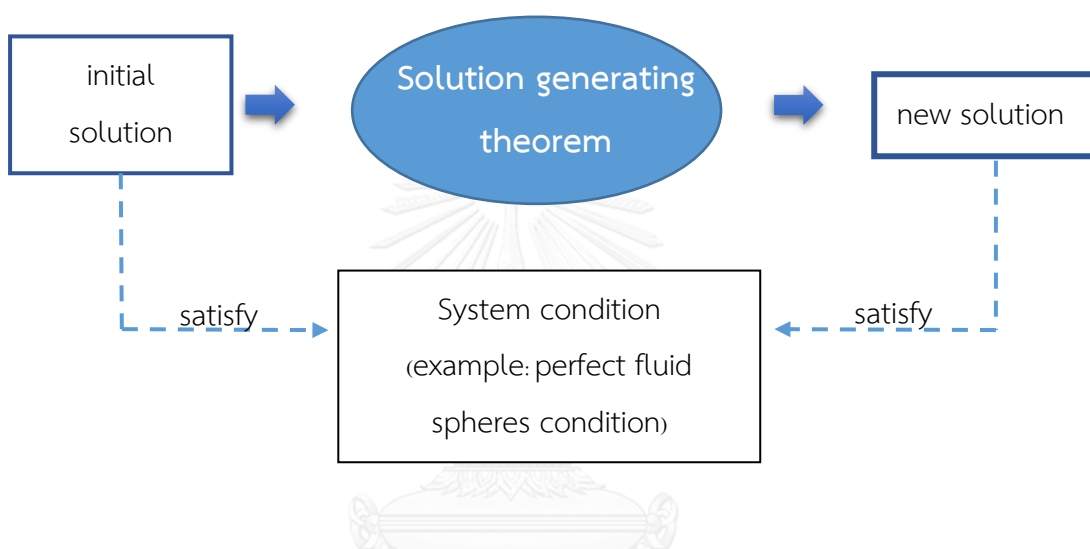 initial
solution
Solution generating
theorem
new solution
satisfy
satisfy
System condition
(example: perfect fluid
spheres condition)